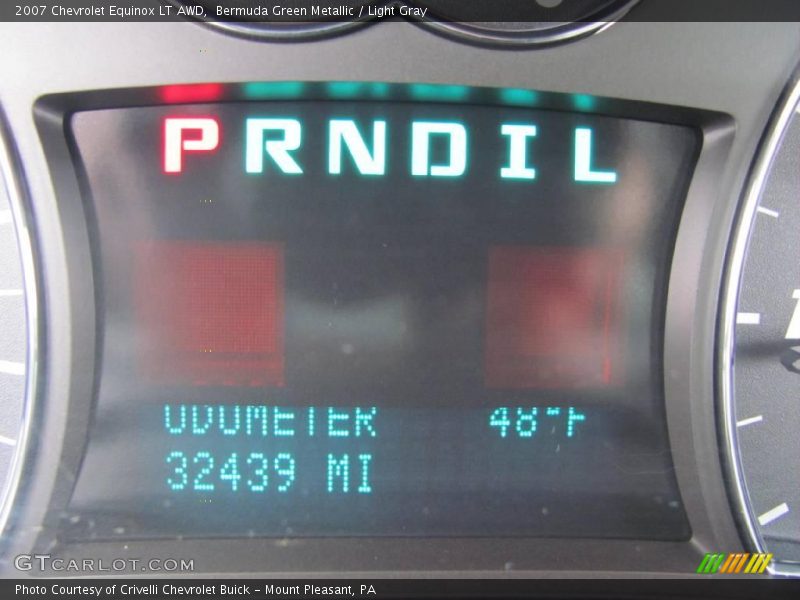 2007 Chevrolet Equinox LT AWD, Bermuda Green Metallic / Light Gray
P R N D I L
ODOMETER 48°F
32439 MI
GTCARLOT.COM
Photo Courtesy of Crivelli Chevrolet Buick - Mount Pleasant, PA